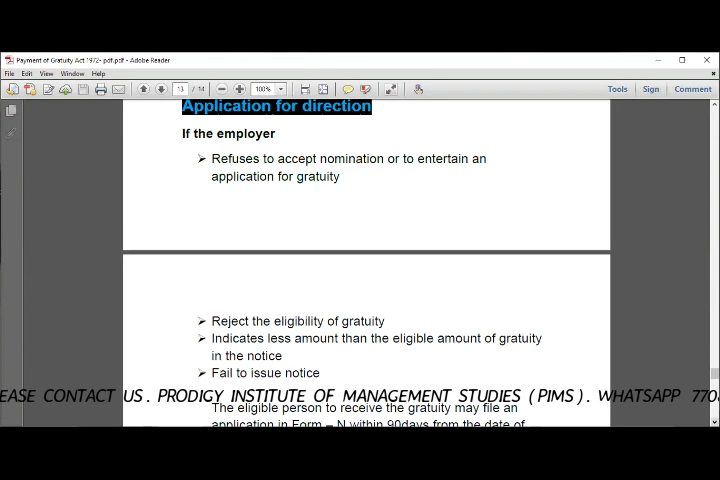 Payment of Gratuity Act 1972- pdf.pdf - Adobe Reader
File Edit View Window Help
13 / 14 100% Tools Sign Comment
Application for direction
If the employer
➢ Refuses to accept nomination or to entertain an
application for gratuity
➢ Reject the eligibility of gratuity
➢ Indicates less amount than the eligible amount of gratuity
in the notice
➢ Fail to issue notice
EASE CONTACT US. PRODIGY INSTITUTE OF MANAGEMENT STUDIES (PIMS). WHATSAPP 770
The eligible person to receive the gratuity may file an
application in Form – N within 90days from the date of